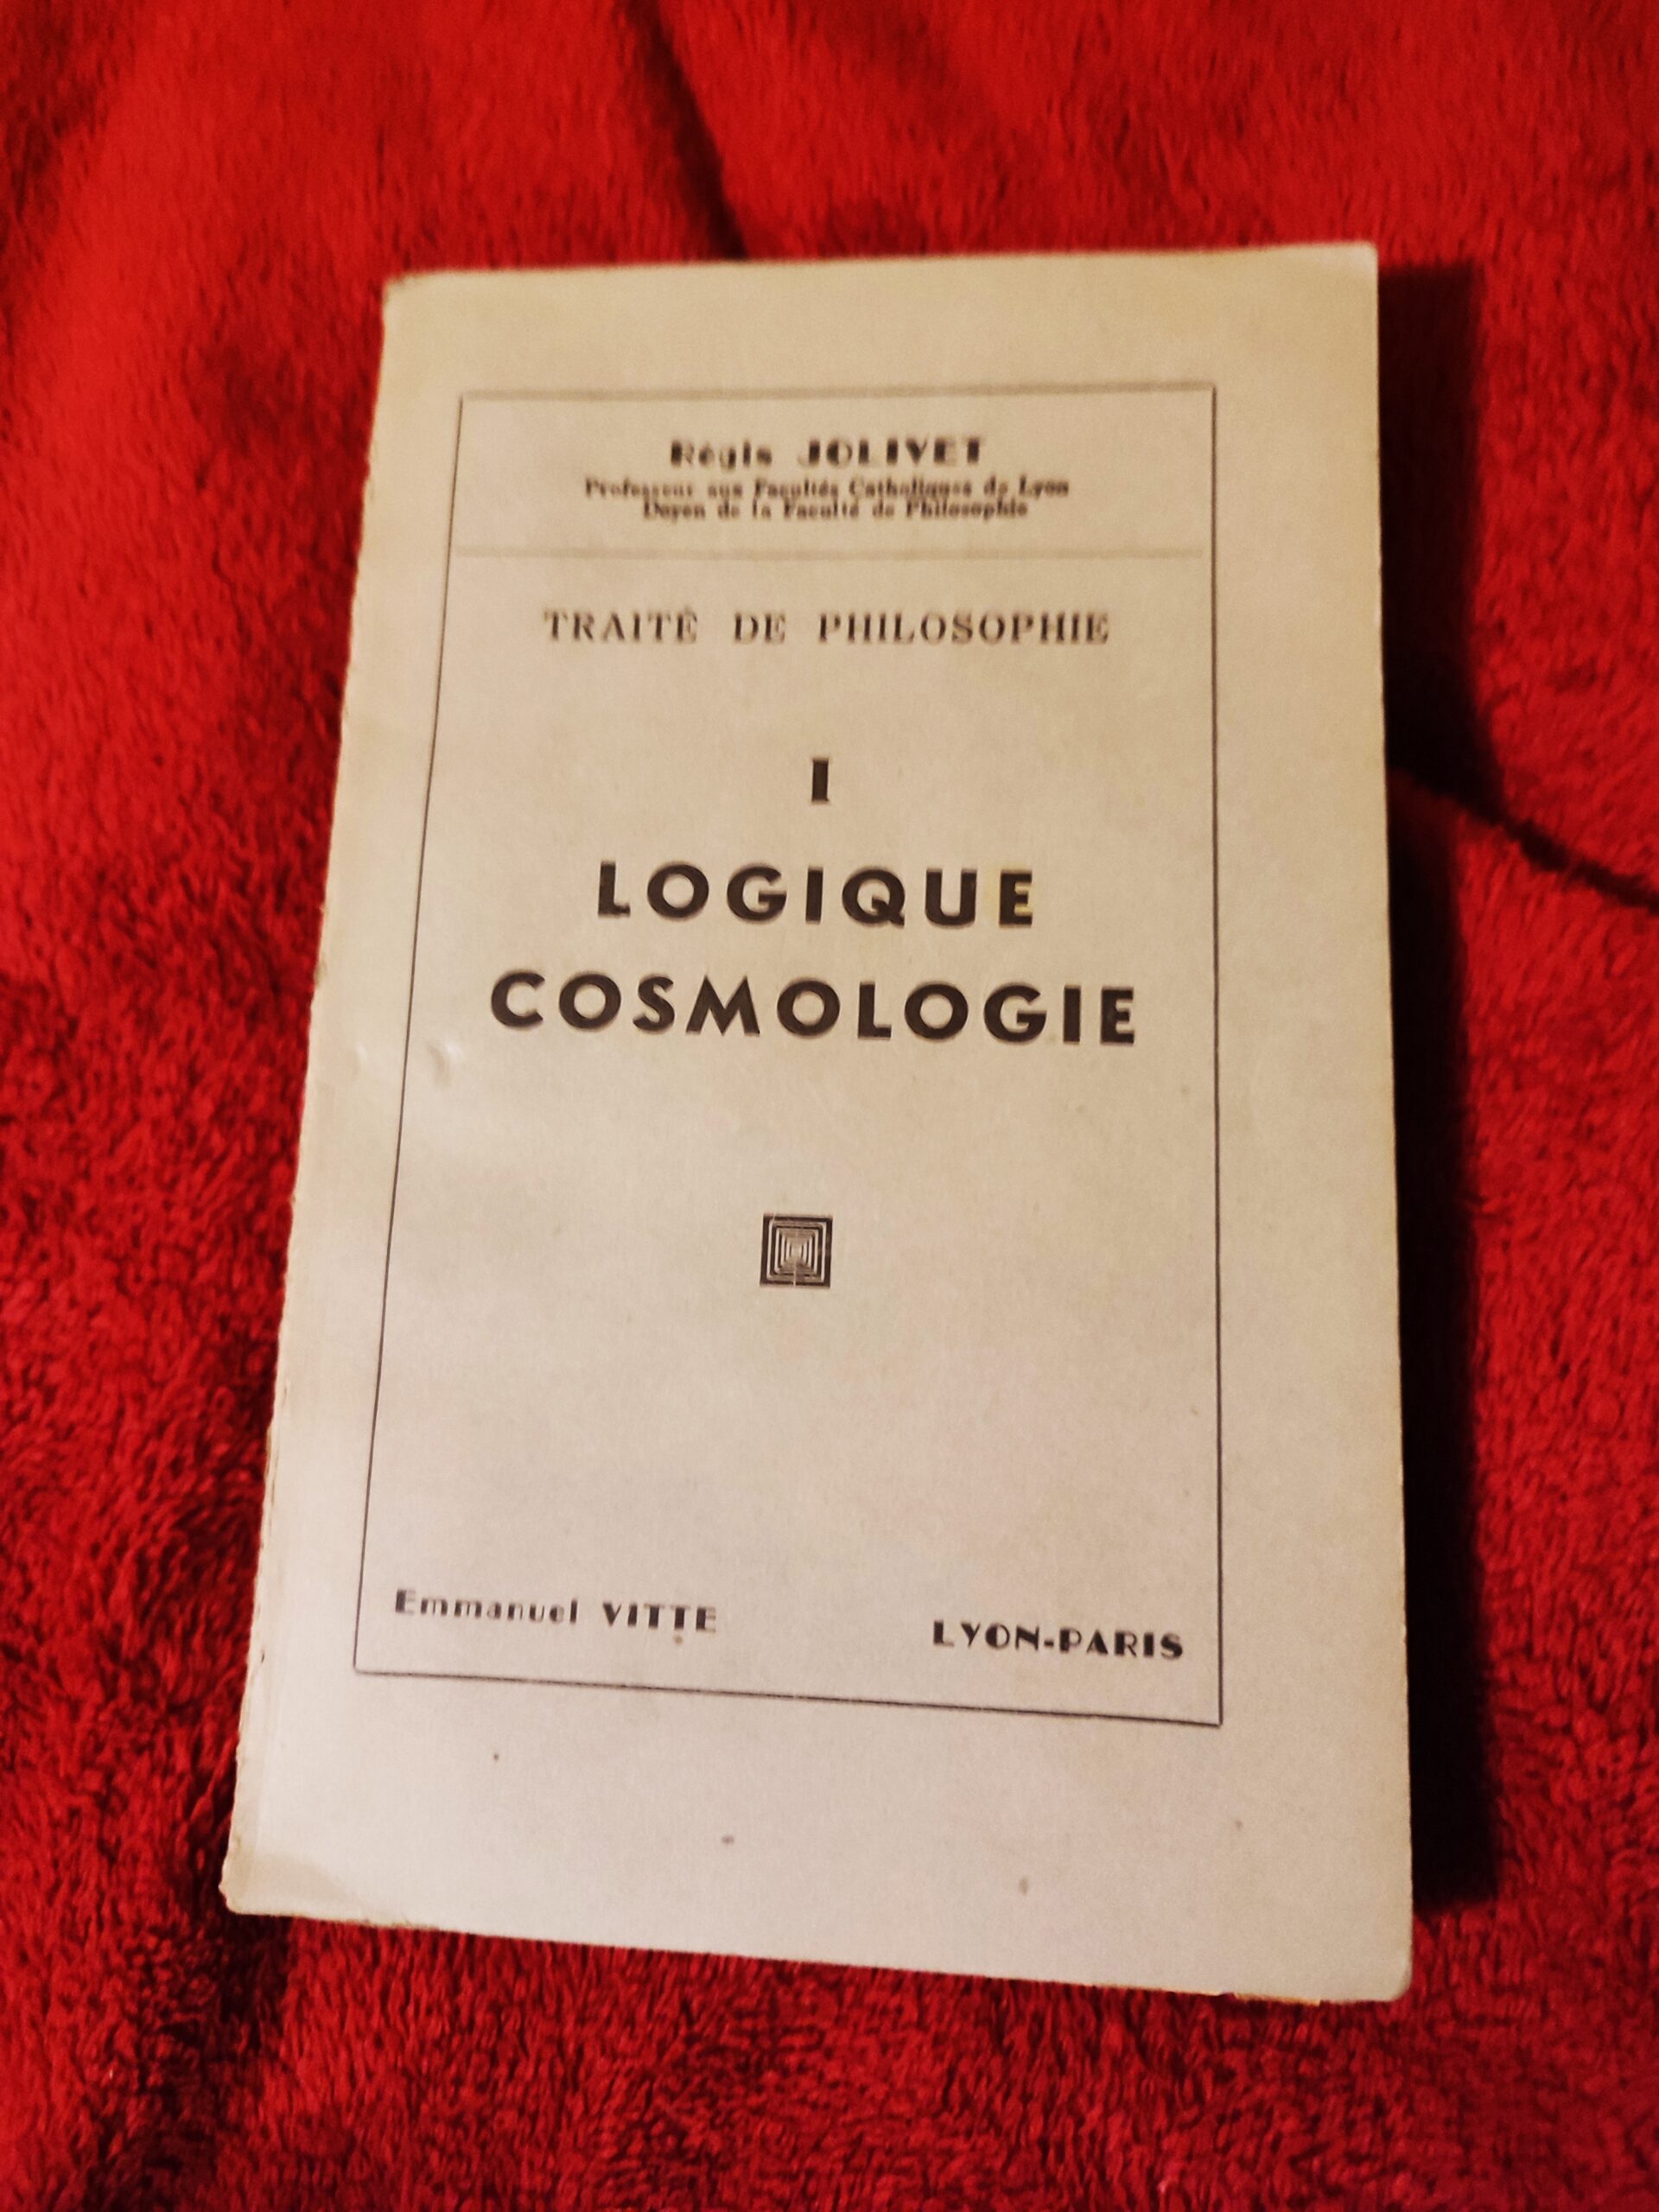 Régis JOLIVET
Professeur aux Facultés Catholiques de Lyon
Doyen de la Faculté de Philosophie
TRAITÉ DE PHILOSOPHIE
I
LOGIQUE
COSMOLOGIE
Emmanuel VITTE
LYON-PARIS